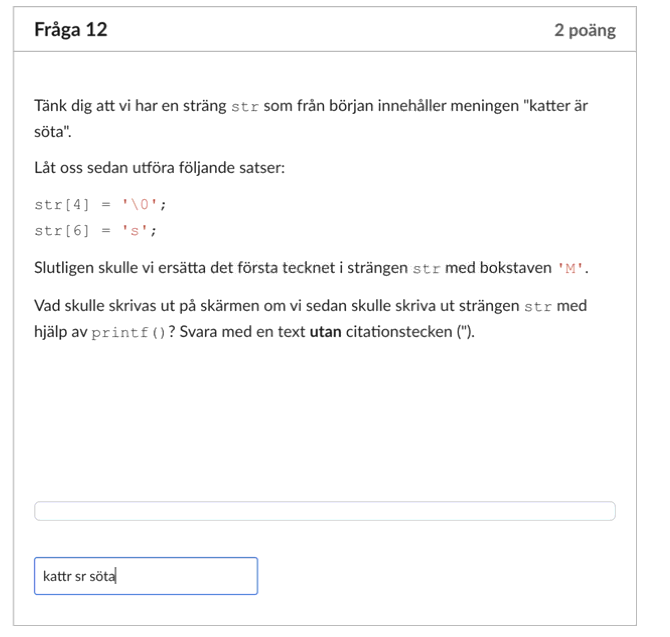 Fråga 12
2 poäng
Tänk dig att vi har en sträng str som från början innehåller meningen "katter är
söta".
Låt oss sedan utföra följande satser:
str[4] = '\0';
str[6] = 's';
Slutligen skulle vi ersätta det första tecknet i strängen str med bokstaven 'M'.
Vad skulle skrivas ut på skärmen om vi sedan skulle skriva ut strängen str med
hjälp av printf()? Svara med en text utan citationstecken (").
kattr sr söta